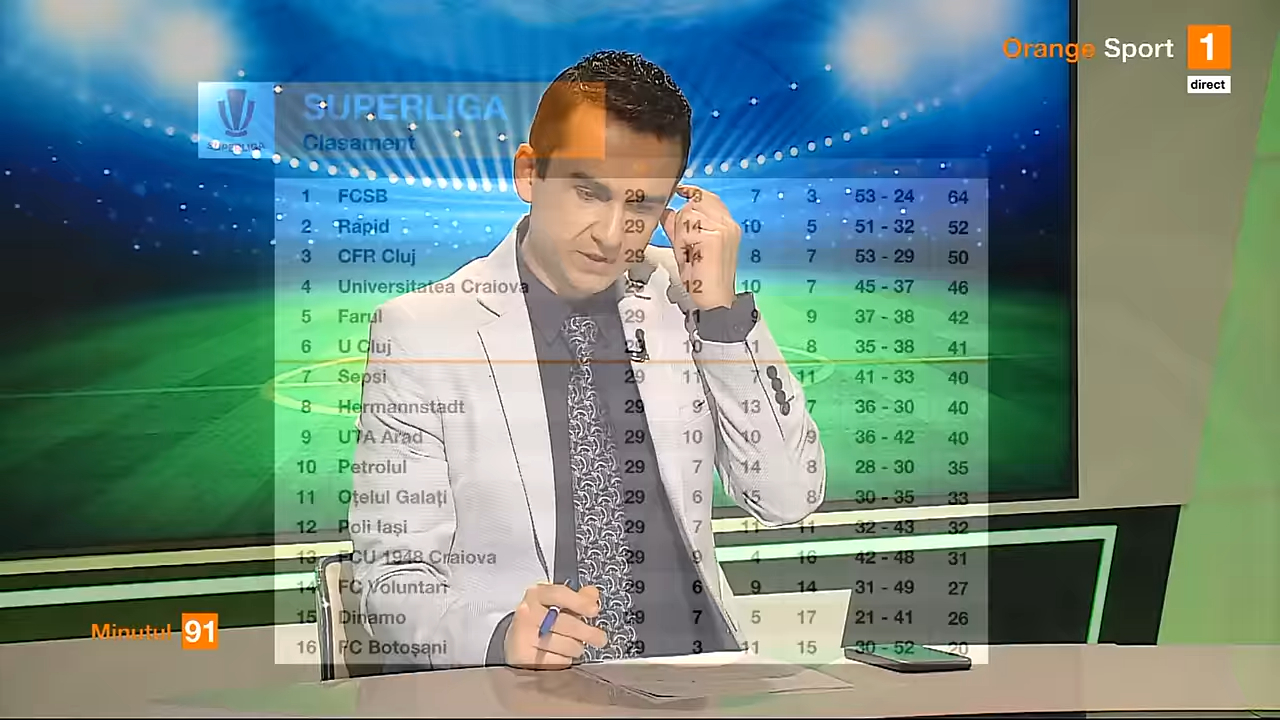 Orange Sport 1
direct
SUPERLIGA
SUPERLIGA
Clasament
1 FCSB 29 19 7 3 53 - 24 64
2 Rapid 29 14 10 5 51 - 32 52
3 CFR Cluj 29 14 8 7 53 - 29 50
4 Universitatea Craiova 29 12 10 7 45 - 37 46
5 Farul 29 11 9 9 37 - 38 42
6 U Cluj 29 10 11 8 35 - 38 41
7 Sepsi 29 11 7 11 41 - 33 40
8 Hermannstadt 29 9 13 7 36 - 30 40
9 UTA Arad 29 10 10 9 36 - 42 40
10 Petrolul 29 7 14 8 28 - 30 35
11 Oțelul Galați 29 6 15 8 30 - 35 33
12 Poli Iași 29 7 11 11 32 - 43 32
13 FCU 1948 Craiova 29 9 4 16 42 - 48 31
14 FC Voluntari 29 6 9 14 31 - 49 27
15 Dinamo 29 7 5 17 21 - 41 26
16 FC Botoșani 29 3 11 15 30 - 52 20
Minutul 91